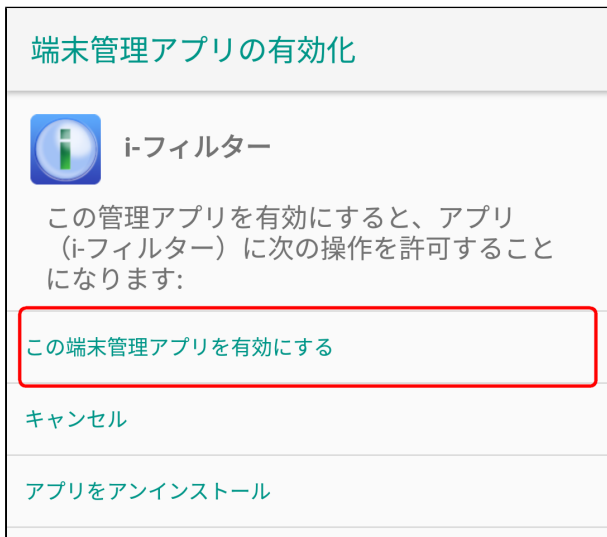 端末管理アプリの有効化
i-フィルター
この管理アプリを有効にすると、アプリ
（i-フィルター）に次の操作を許可すること
になります:
この端末管理アプリを有効にする
キャンセル
アプリをアンインストール